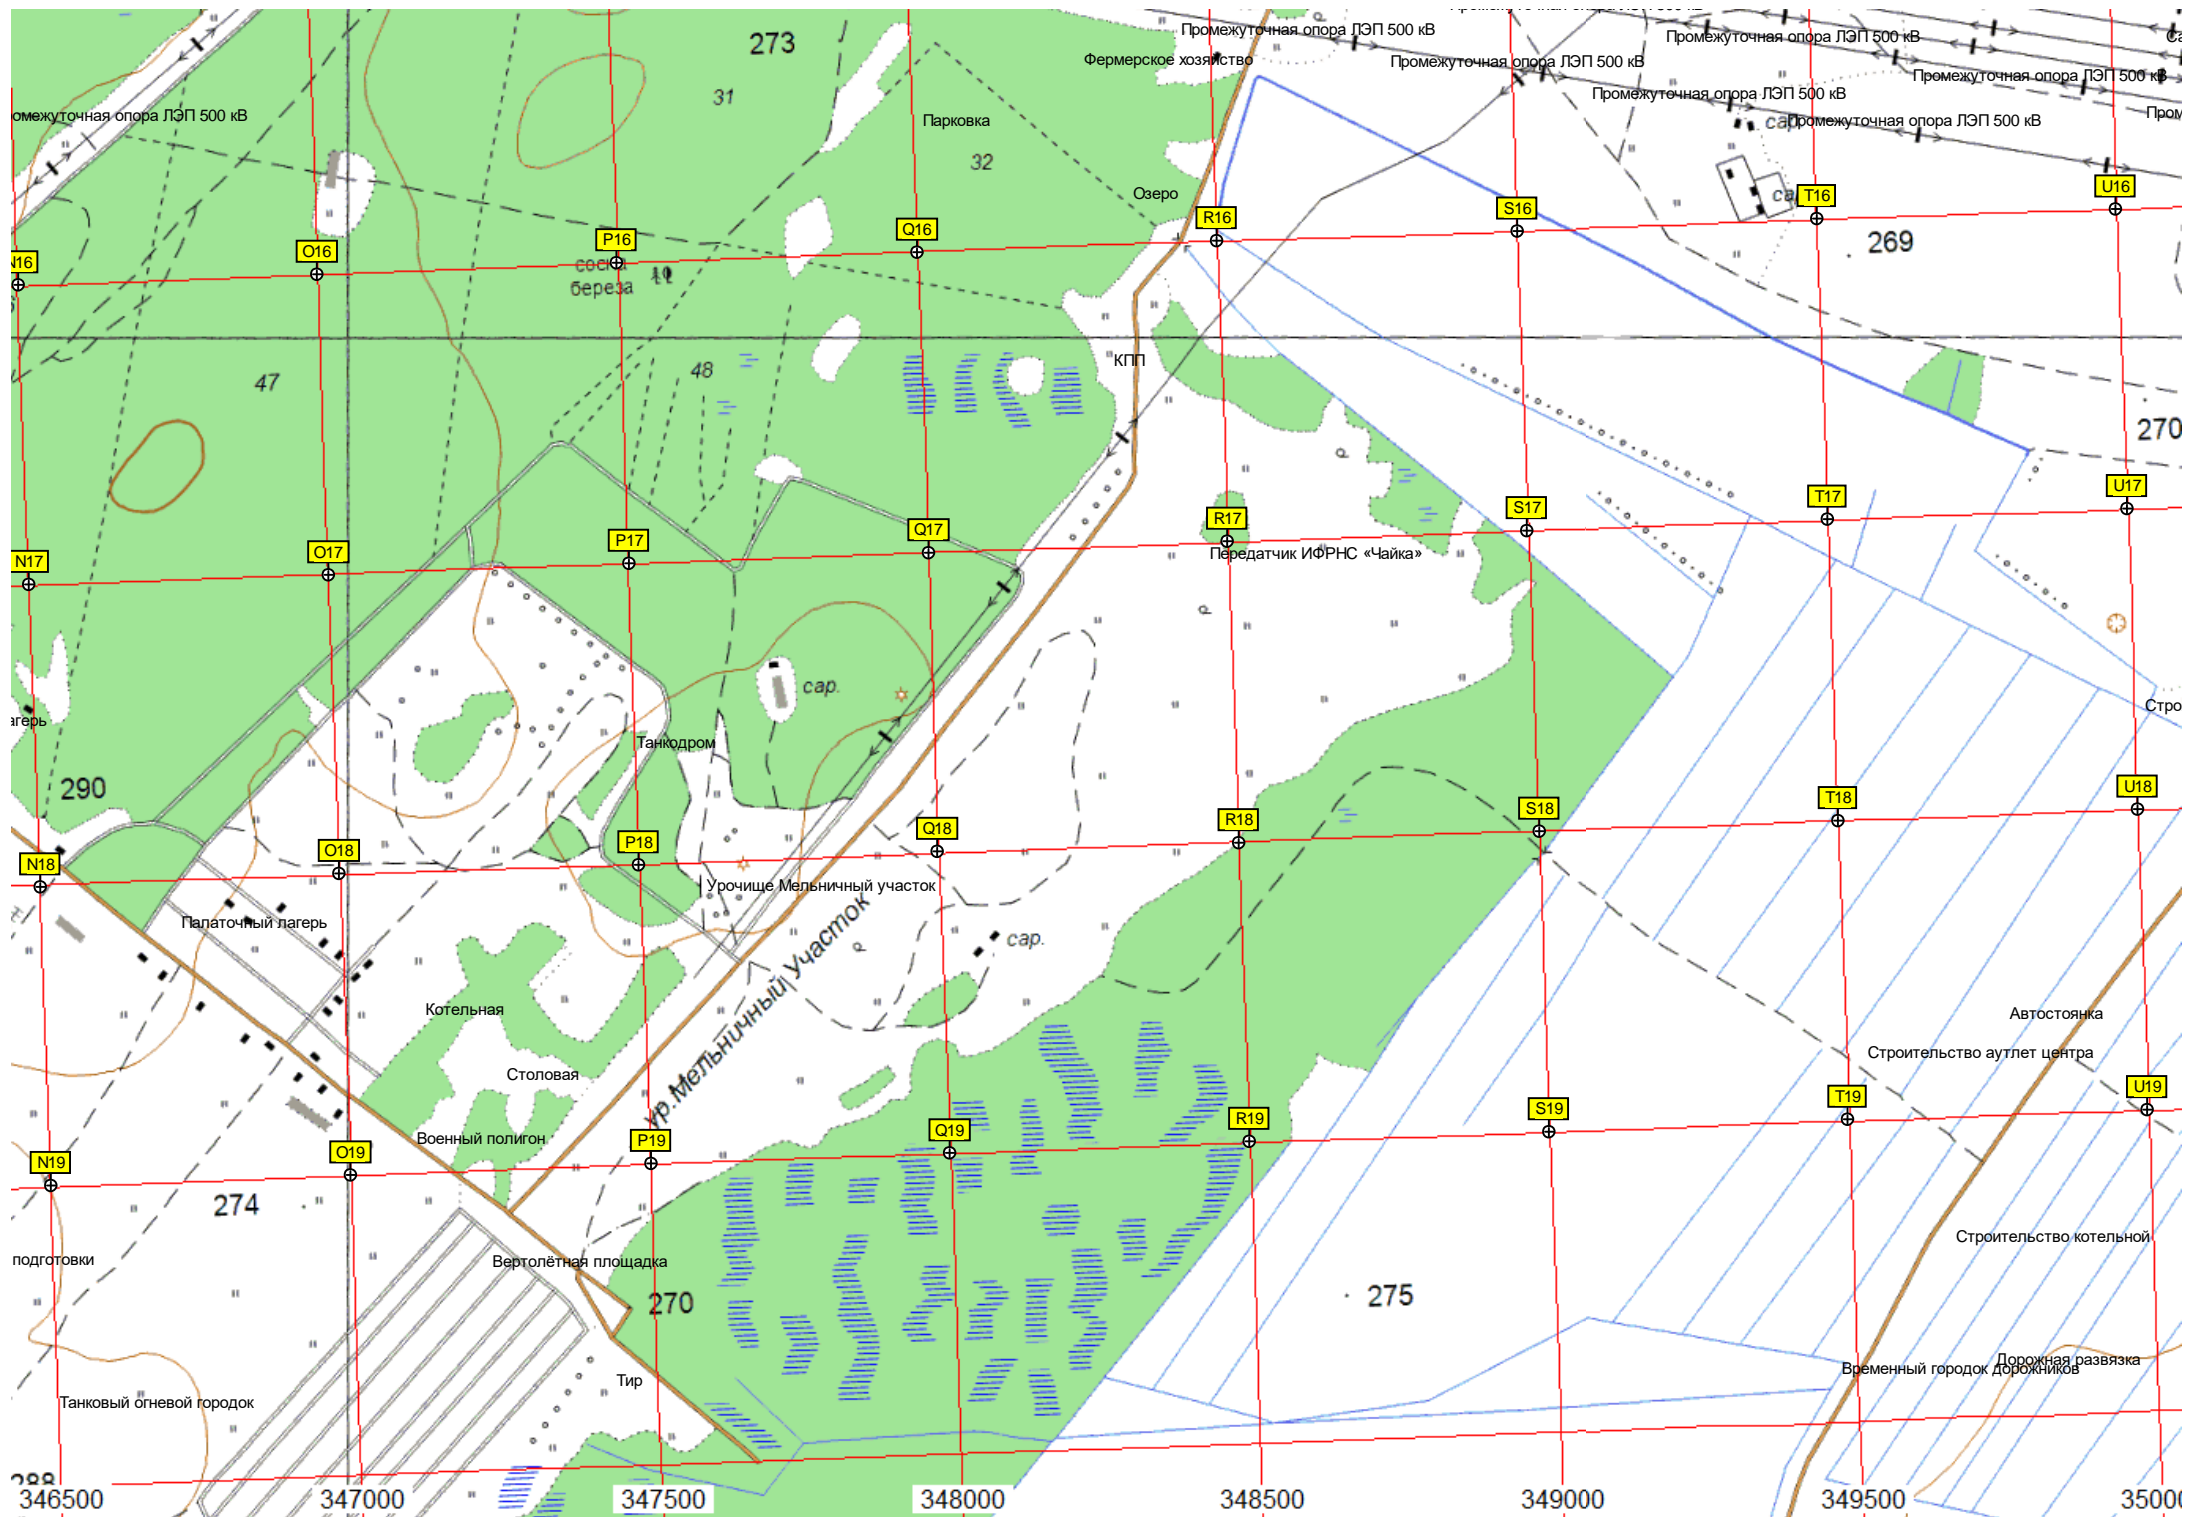 Промежуточная опора ЛЭП 500 кВ
Промежуточная опора ЛЭП 500 кВ
273
Фермерское хозяйство
Промежуточная опора ЛЭП 500 кВ
Промежуточная опора ЛЭП 500 кВ
31
Промежуточная опора ЛЭП 500 кВ
омежуточная опора ЛЭП 500 кВ
Парковка
сар.
Промежуточная опора ЛЭП 500 кВ
Пром
32
Озеро
U16
T16
S16
R16
Q16
P16
O16
N16
269
сосна
береза
КПП
47
48
270
U17
T17
S17
R17
Q17
P17
O17
N17
Передатчик ИФРНС «Чайка»
сар.
агерь
Стро
Танкодром
290
U18
T18
S18
R18
Q18
P18
O18
N18
Урочище Мельничный участок
Палаточный лагерь
ур.Мельничный Участок
сар.
Котельная
Автостоянка
Строительство аутлет центра
Столовая
U19
T19
S19
R19
Q19
P19
O19
N19
Военный полигон
274
Строительство котельной
подготовки
Вертолётная площадка
270
275
Дорожная развязка
Временный городок дорожников
Тир
Танковый огневой городок
288
346500 347000 347500 348000 348500 349000 349500 35000